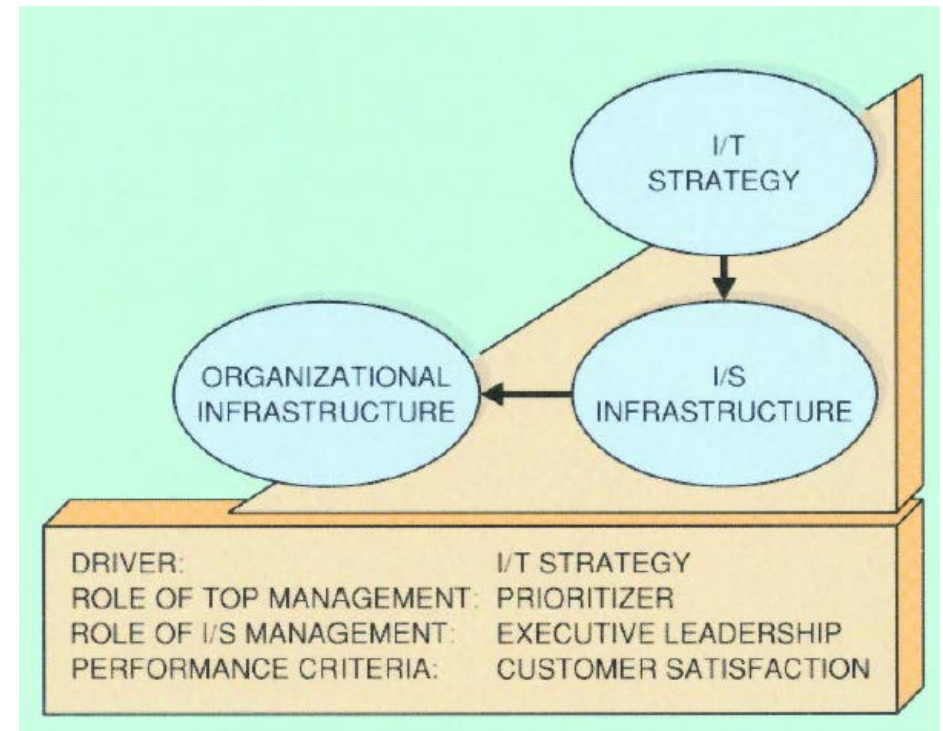 I/T
STRATEGY
ORGANIZATIONAL
INFRASTRUCTURE
I/S
INFRASTRUCTURE
DRIVER: I/T STRATEGY
ROLE OF TOP MANAGEMENT: PRIORITIZER
ROLE OF I/S MANAGEMENT: EXECUTIVE LEADERSHIP
PERFORMANCE CRITERIA: CUSTOMER SATISFACTION